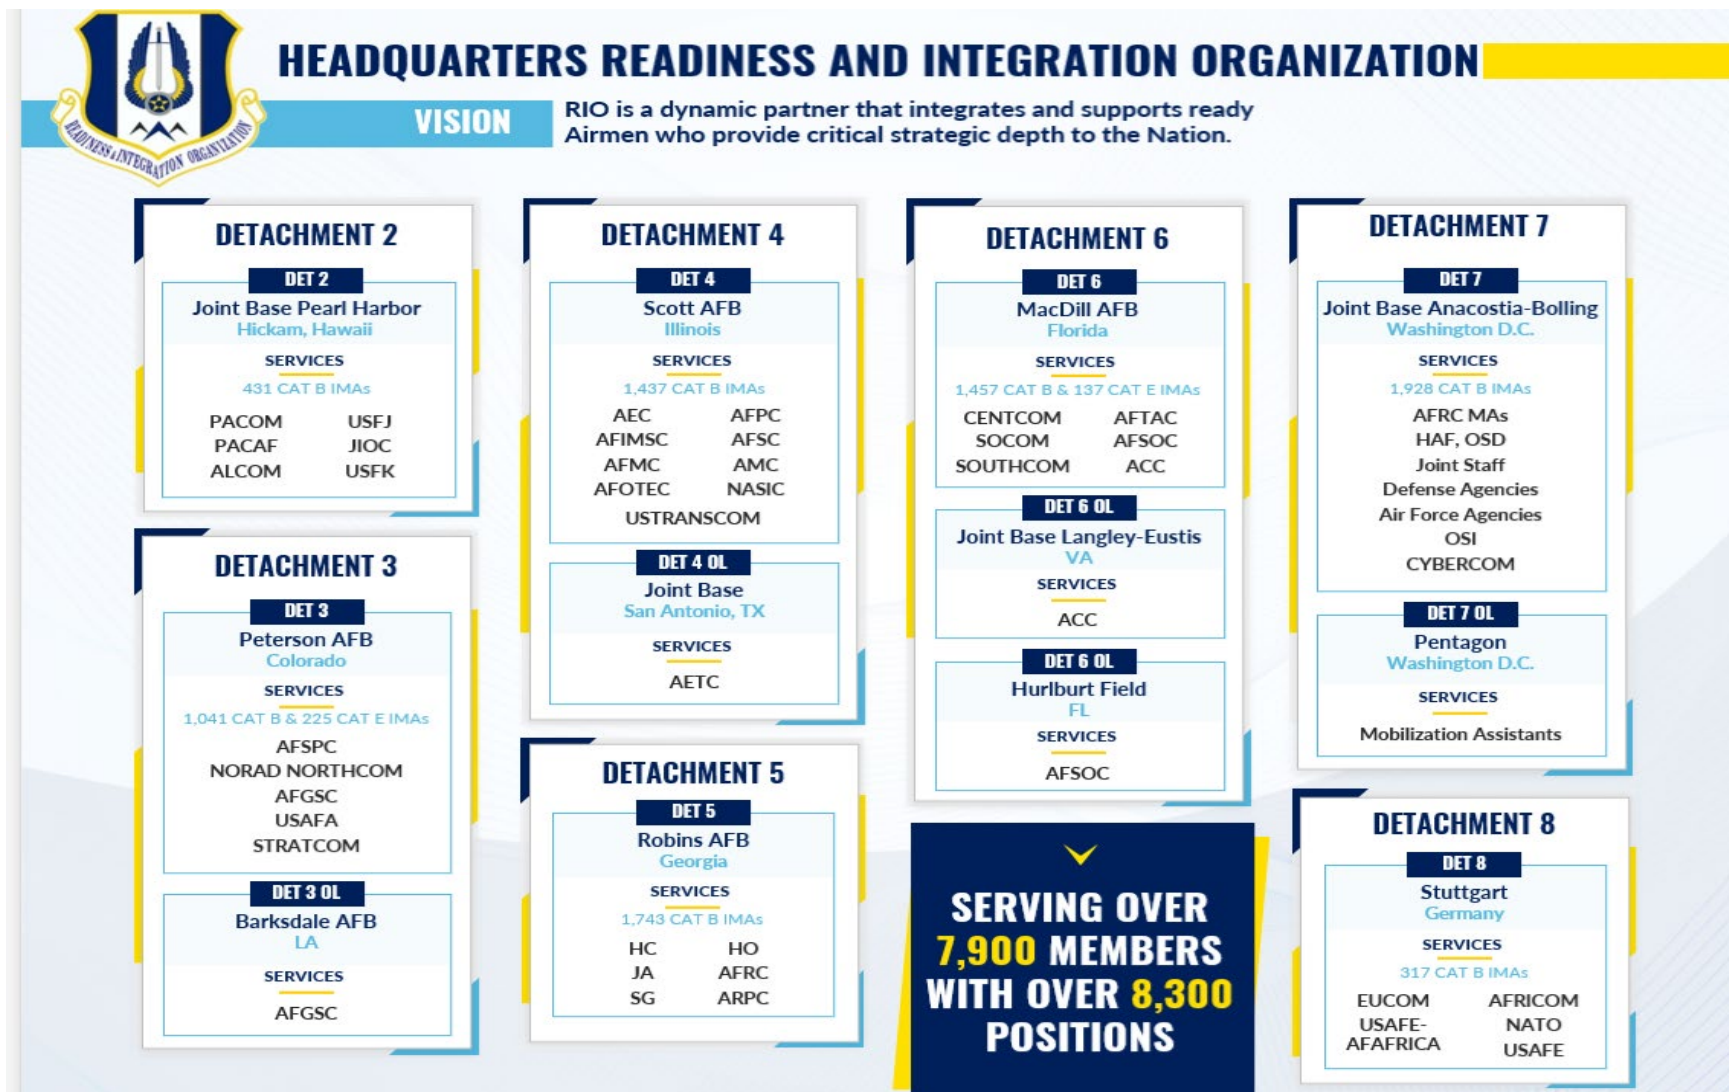 HEADQUARTERS READINESS AND INTEGRATION ORGANIZATION
READINESS & INTEGRATION ORGANIZATION
VISION
RIO is a dynamic partner that integrates and supports ready
Airmen who provide critical strategic depth to the Nation.
DETACHMENT 2
DET 2
Joint Base Pearl Harbor
Hickam, Hawaii
SERVICES
431 CAT B IMAs
PACOM USFJ
PACAF JIOC
ALCOM USFK
DETACHMENT 3
DET 3
Peterson AFB
Colorado
SERVICES
1,041 CAT B & 225 CAT E IMAs
AFSPC
NORAD NORTHCOM
AFGSC
USAFA
STRATCOM
DET 3 OL
Barksdale AFB
LA
SERVICES
AFGSC
DETACHMENT 4
DET 4
Scott AFB
Illinois
SERVICES
1,437 CAT B IMAs
AEC AFPC
AFIMSC AFSC
AFMC AMC
AFOTEC NASIC
USTRANSCOM
DET 4 OL
Joint Base
San Antonio, TX
SERVICES
AETC
DETACHMENT 5
DET 5
Robins AFB
Georgia
SERVICES
1,743 CAT B IMAs
HC HO
JA AFRC
SG ARPC
DETACHMENT 6
DET 6
MacDill AFB
Florida
SERVICES
1,457 CAT B & 137 CAT E IMAs
CENTCOM AFTAC
SOCOM AFSOC
SOUTHCOM ACC
DET 6 OL
Joint Base Langley-Eustis
VA
SERVICES
ACC
DET 6 OL
Hurlburt Field
FL
SERVICES
AFSOC
SERVING OVER
7,900 MEMBERS
WITH OVER 8,300
POSITIONS
DETACHMENT 7
DET 7
Joint Base Anacostia-Bolling
Washington D.C.
SERVICES
1,928 CAT B IMAs
AFRC MAs
HAF, OSD
Joint Staff
Defense Agencies
Air Force Agencies
OSI
CYBERCOM
DET 7 OL
Pentagon
Washington D.C.
SERVICES
Mobilization Assistants
DETACHMENT 8
DET 8
Stuttgart
Germany
SERVICES
317 CAT B IMAs
EUCOM AFRICOM
USAFE- NATO
AFAFRICA USAFE